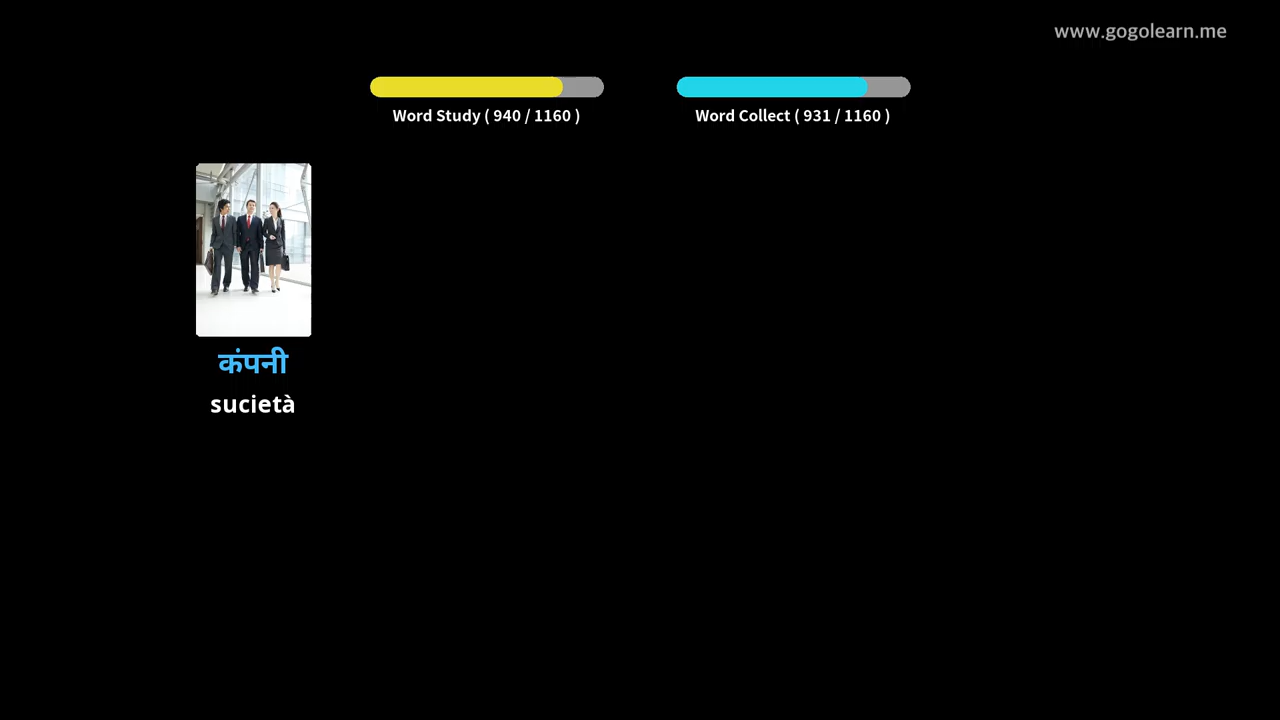 www.gogolearn.me
Word Study ( 940 / 1160 )
Word Collect ( 931 / 1160 )
कंपनी
sucietà